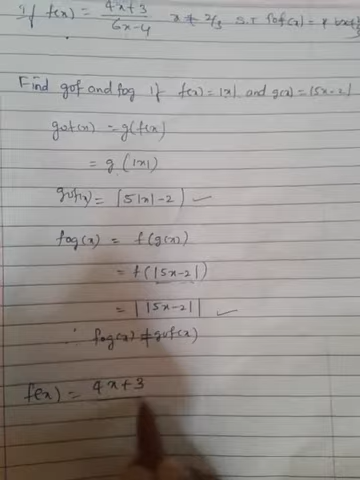 If f(x) = 4x+3 / 6x-4 x ≠ 2/3 S.T fof(x) = x
Find gof and fog if f(x) = |x| and g(x) = |5x-2|
gof(x) = g(f(x))
= g(|x|)
gof(x) = |5|x|-2|
fog(x) = f(g(x))
= f(|5x-2|)
= ||5x-2||
∴ fog(x) ≠ gof(x)
f(x) = 4x+3